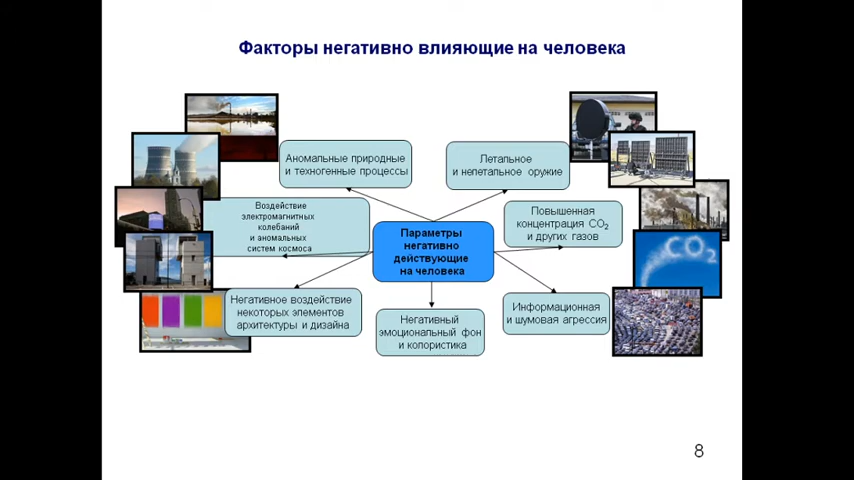 Факторы негативно влияющие на человека
Аномальные природные
и техногенные процессы
Летальное
и нелетальное оружие
Воздействие
электромагнитных
колебаний
и аномальных
систем космоса
Повышенная
концентрация CO2
и других газов
Параметры
негативно
действующие
на человека
CO2
Негативное воздействие
некоторых элементов
архитектуры и дизайна
Негативный
эмоциональный фон
и колористика
Информационная
и шумовая агрессия
8